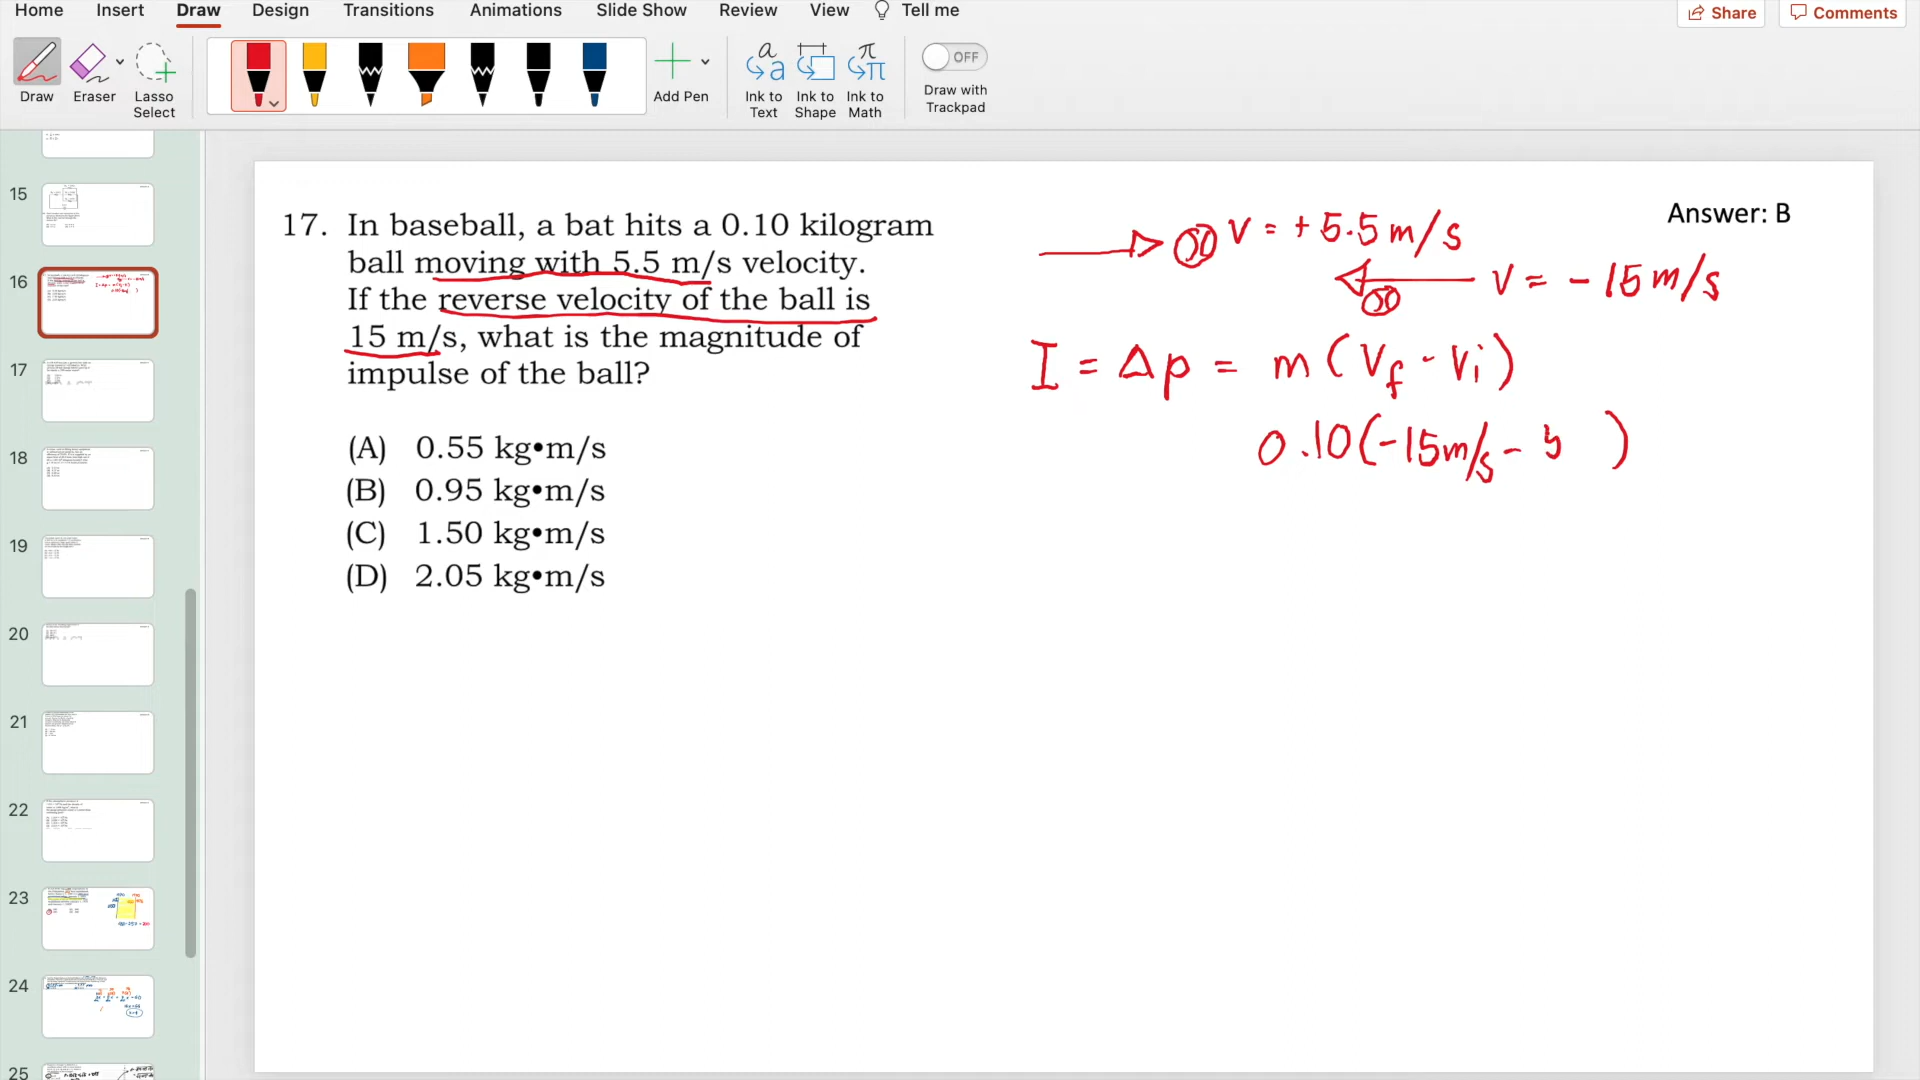 Home Insert Draw Design Transitions Animations Slide Show Review View Tell me
Share Comments
Draw Eraser Lasso Select
Add Pen
Ink to Text Ink to Shape Ink to Math
OFF
Draw with Trackpad
15
16
17
18
19
20
21
22
23
24
25
Answer: B
17. In baseball, a bat hits a 0.10 kilogram
ball moving with 5.5 m/s velocity.
If the reverse velocity of the ball is
15 m/s, what is the magnitude of
impulse of the ball?
(A) 0.55 kg•m/s
(B) 0.95 kg•m/s
(C) 1.50 kg•m/s
(D) 2.05 kg•m/s
V = +5.5 m/s
V = -15 m/s
I = Δp = m (Vf - Vi)
0.10(-15m/s - 5 )